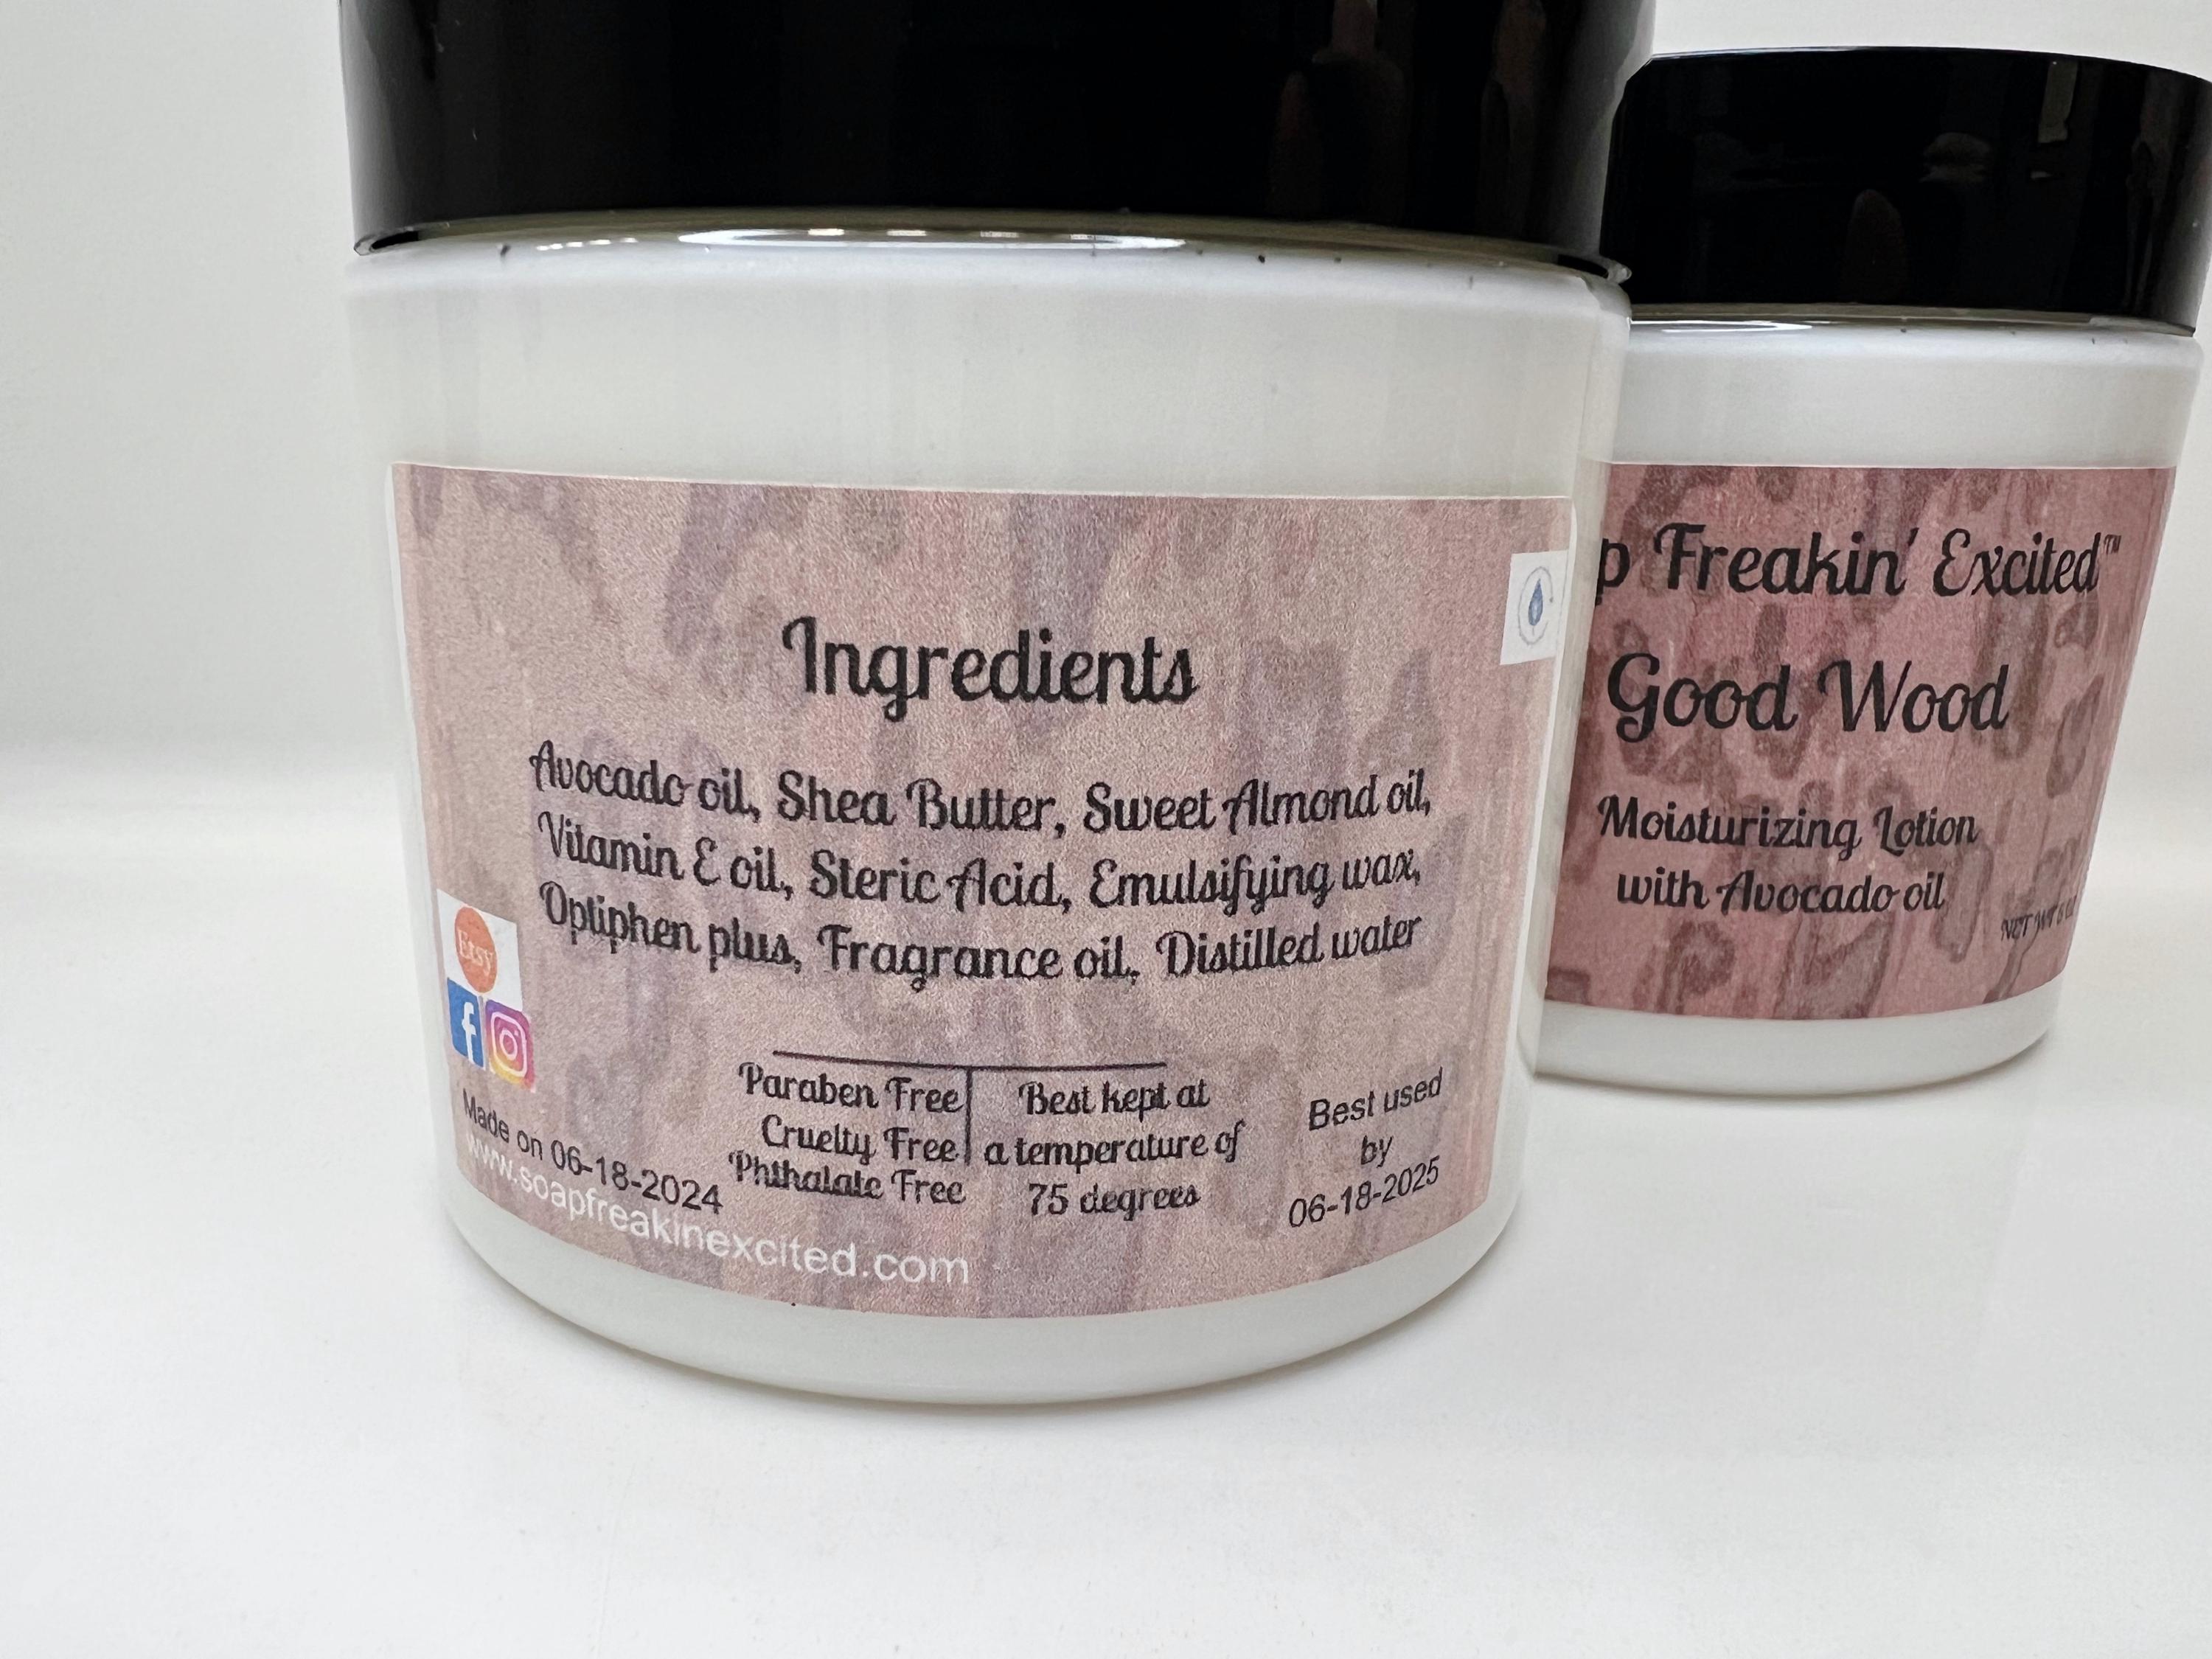 Ingredients
Avocado oil, Shea Butter, Sweet Almond oil,
Vitamin E oil, Steric Acid, Emulsifying wax,
Optiphen plus, Fragrance oil, Distilled water
Etsy
f
Paraben Free
Cruelty Free
Phthalate Free
Best kept at
a temperature of
75 degrees
Best used
by
06-18-2025
Made on 06-18-2024
www.soapfreakinexcited.com
p Freakin' Excited™
Good Wood
Moisturizing Lotion
with Avocado oil
NET WT